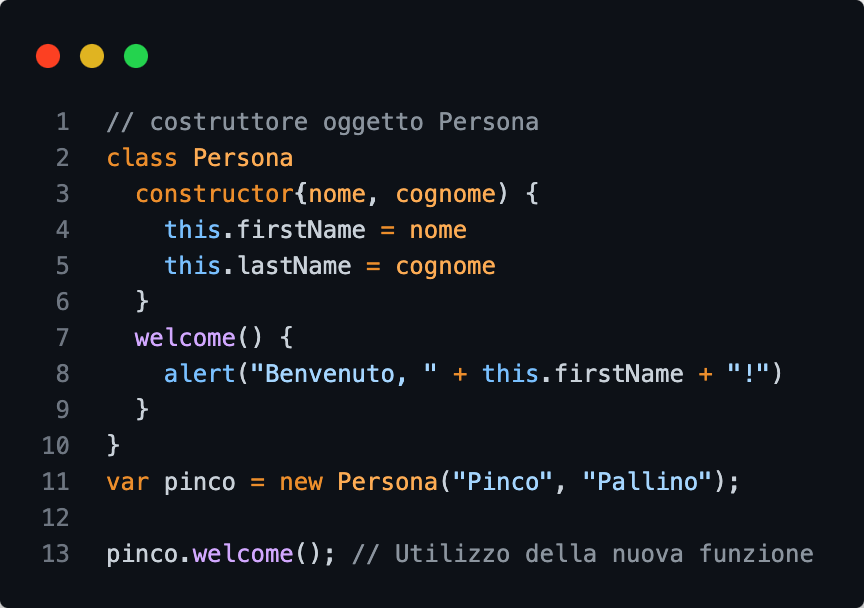 1 // costruttore oggetto Persona
2 class Persona
3   constructor{nome, cognome) {
4     this.firstName = nome
5     this.lastName = cognome
6   }
7   welcome() {
8     alert("Benvenuto, " + this.firstName + "!")
9   }
10 }
11 var pinco = new Persona("Pinco", "Pallino");
12
13 pinco.welcome(); // Utilizzo della nuova funzione